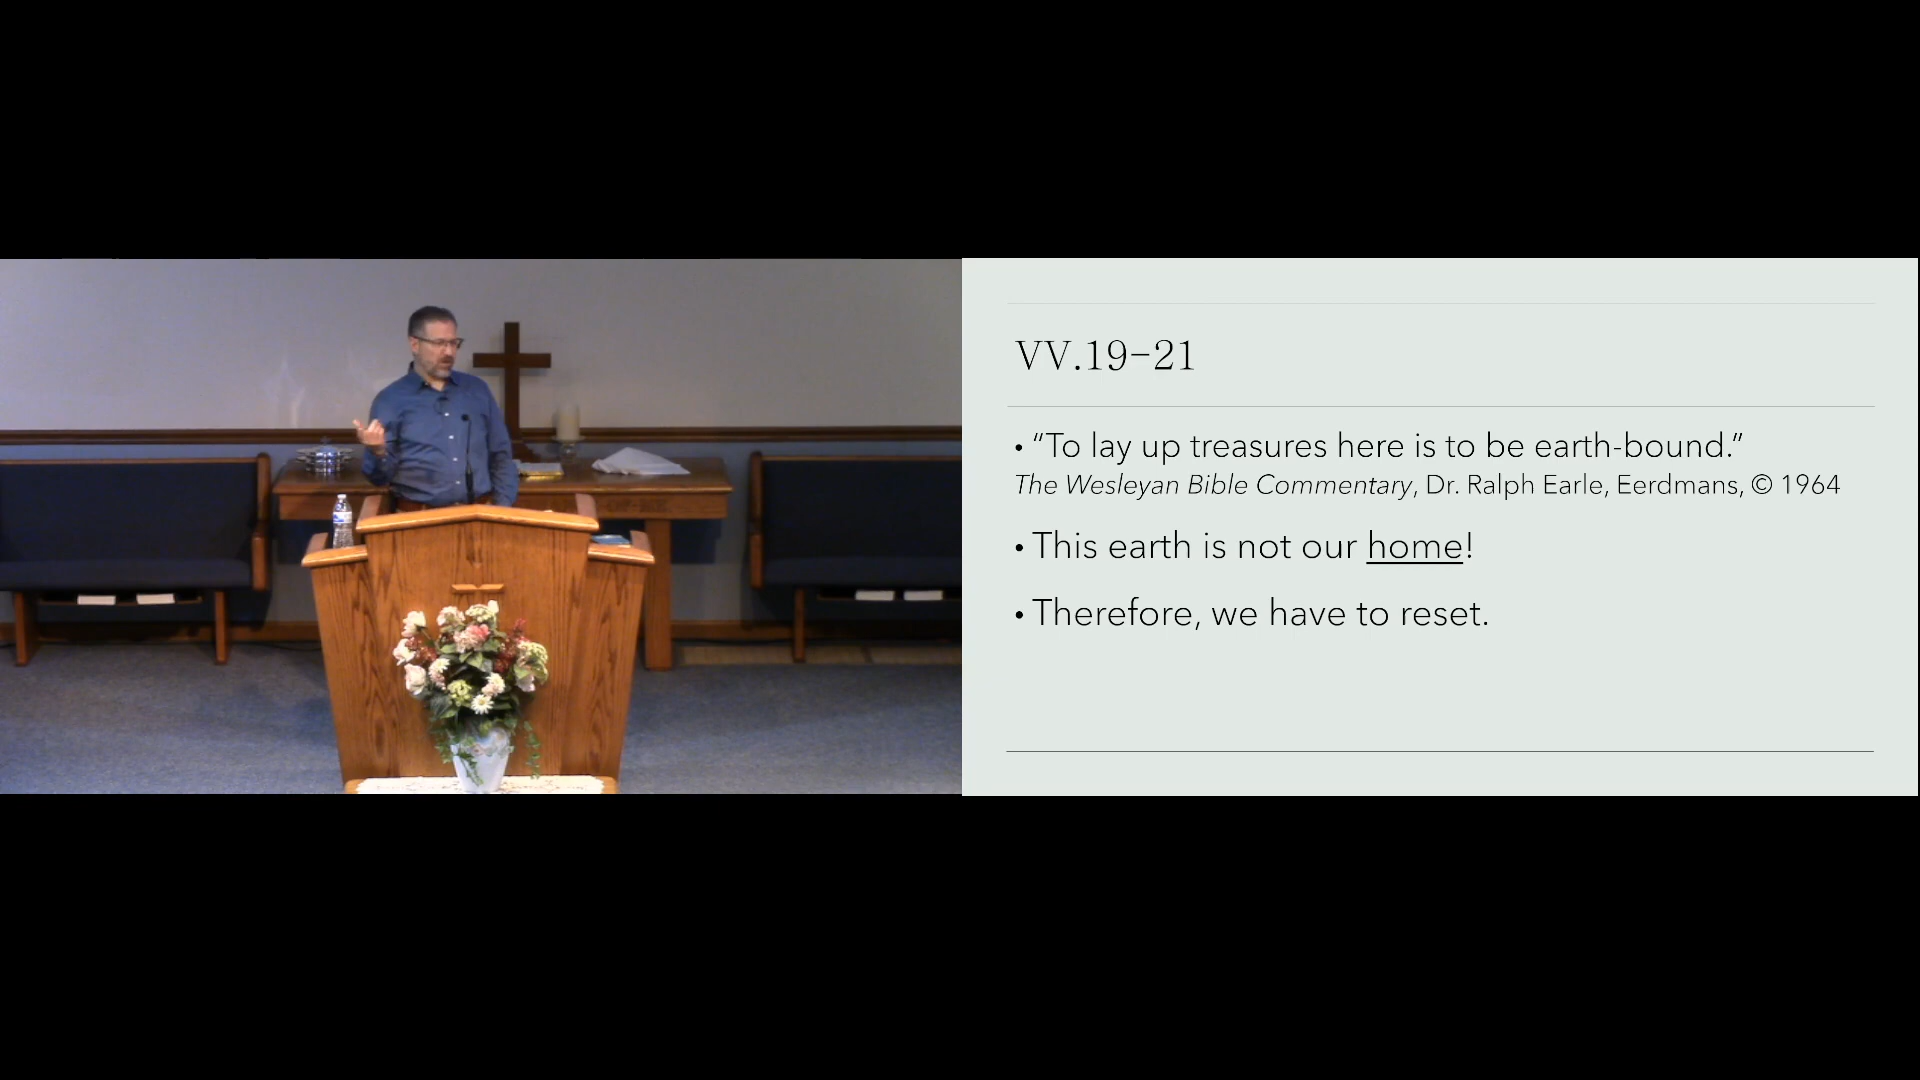 VV.19-21
• “To lay up treasures here is to be earth-bound.”
The Wesleyan Bible Commentary, Dr. Ralph Earle, Eerdmans, © 1964
• This earth is not our home!
• Therefore, we have to reset.